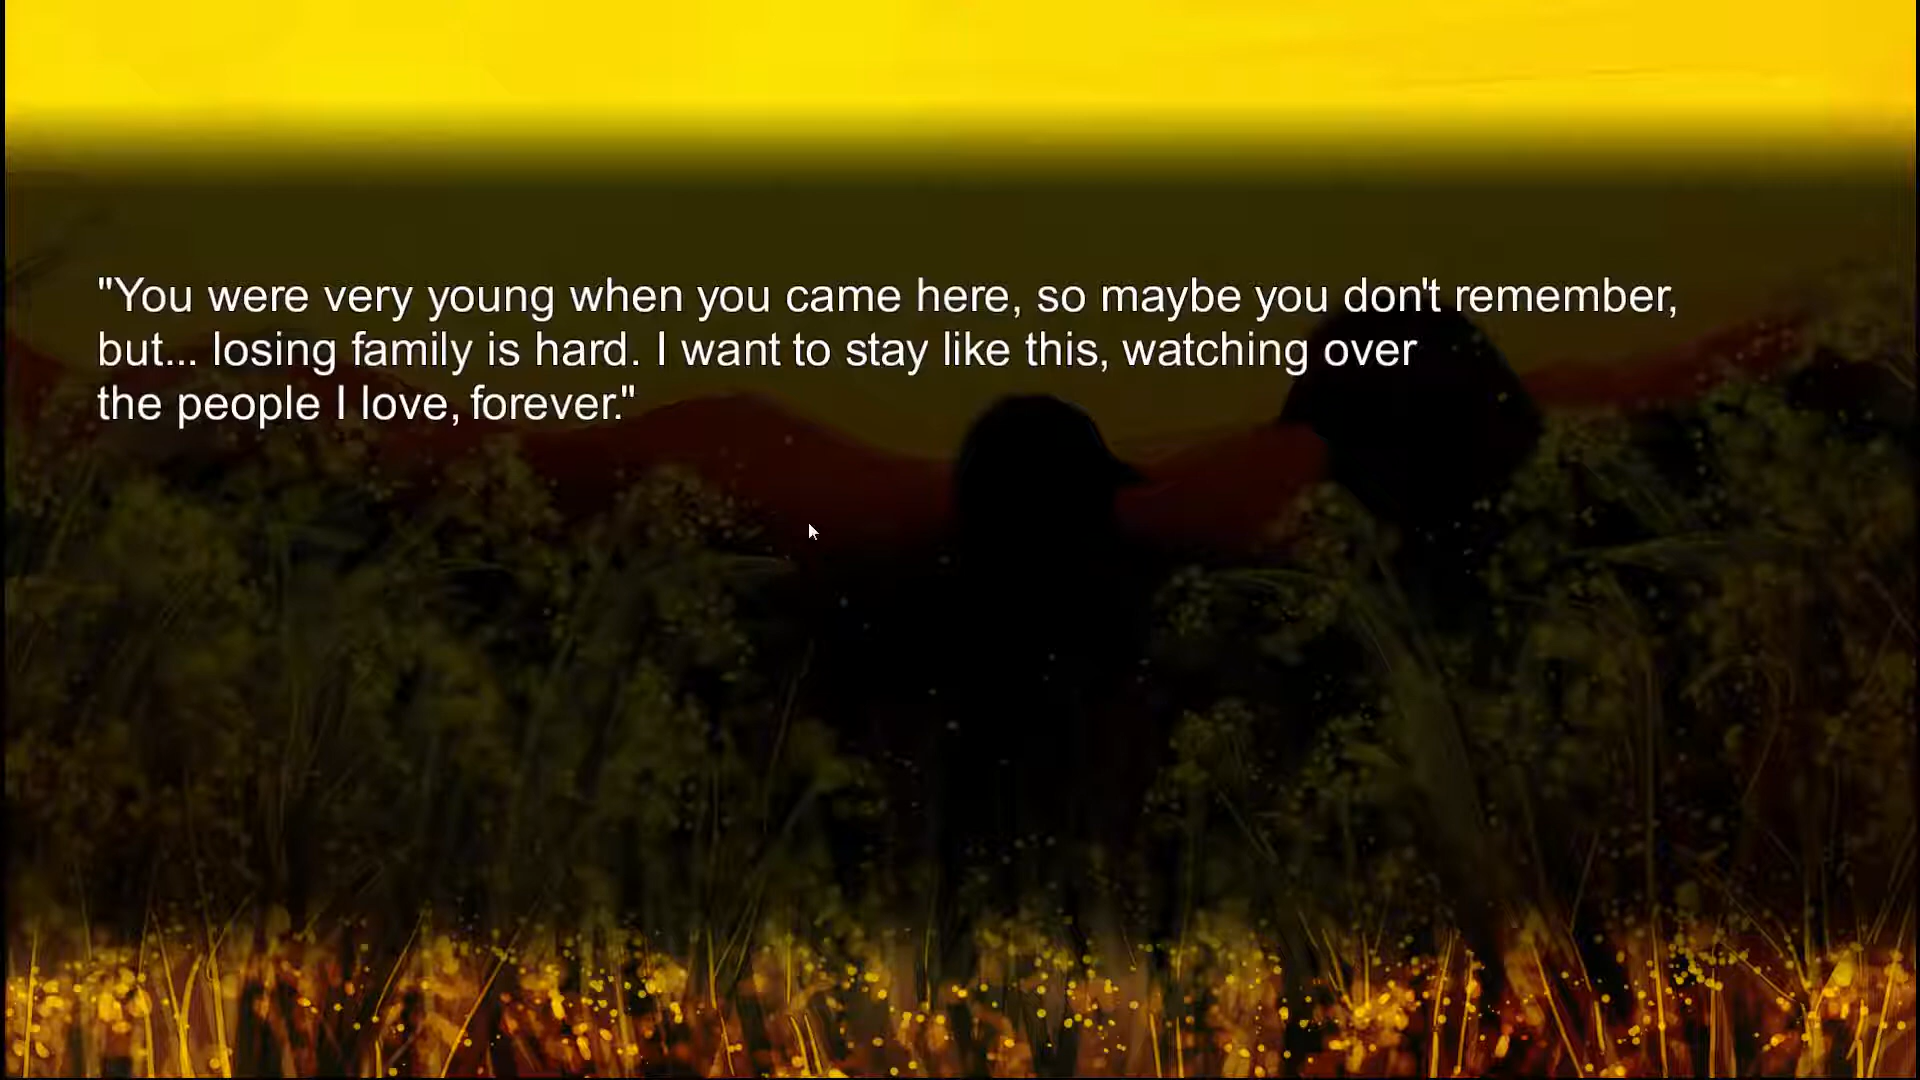 "You were very young when you came here, so maybe you don't remember,
but... losing family is hard. I want to stay like this, watching over
the people I love, forever."